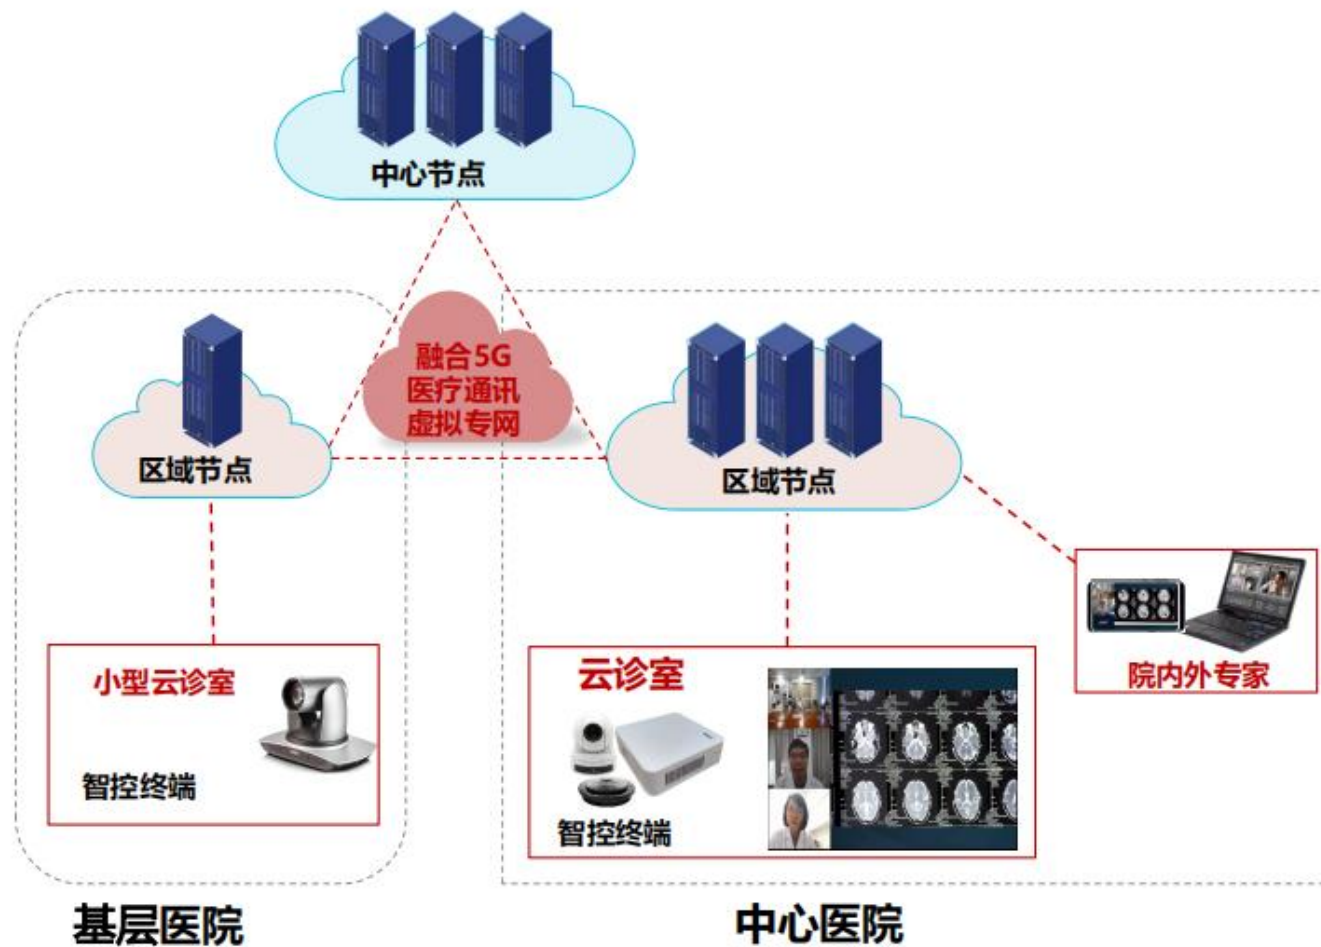 中心节点
融合5G
医疗通讯
虚拟专网
区域节点
区域节点
小型云诊室
智控终端
云诊室
智控终端
院内外专家
基层医院
中心医院